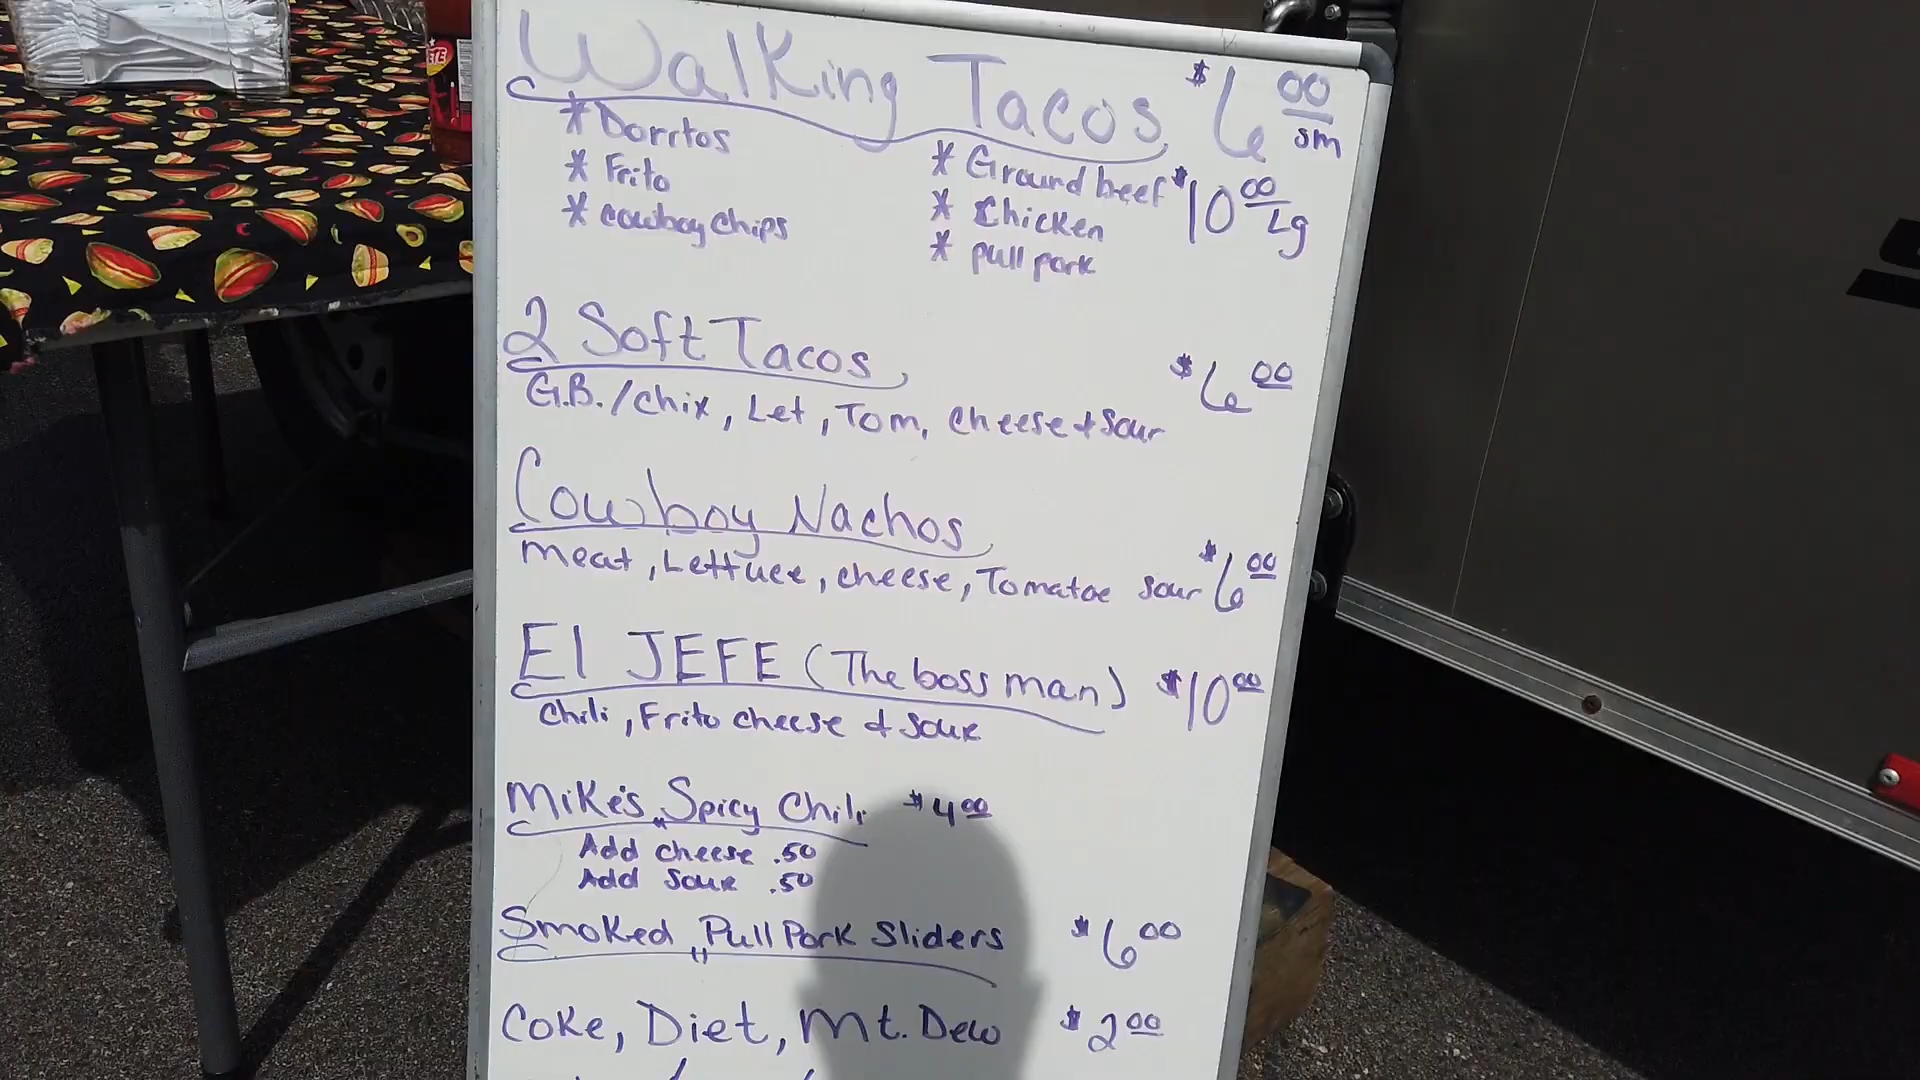 Walking Tacos $6.00 sm
* Dorritos
* Frito
* cowboy chips
* Ground beef $10.00 Lg
* Chicken
* pull pork
2 Soft Tacos $6.00
G.B./chix, Let, Tom, cheese + Sour
Cowboy Nachos
meat, Lettuce, cheese, Tomatoe sour $6.00
El JEFE (The boss man) $10.00
Chili, Frito cheese & sour
Mike's "Spicy Chili $4.00
Add cheese .50
Add sour .50
Smoked "Pull Pork Sliders $6.00
Coke, Diet, Mt. Dew $2.00